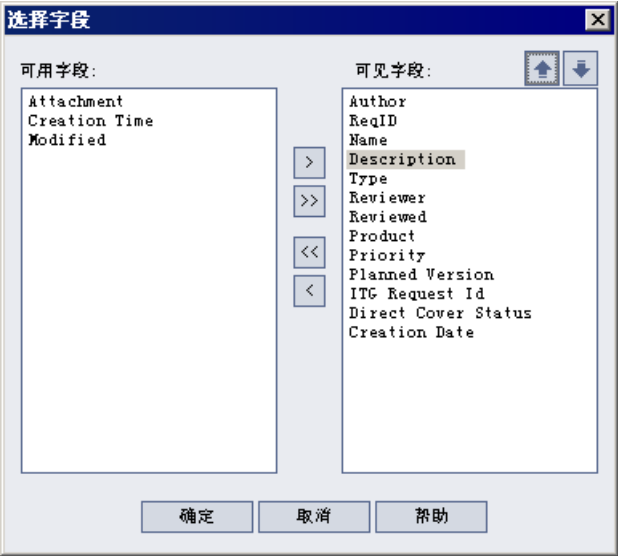 选择字段
可用字段:
Attachment
Creation Time
Modified
>
>>
<<
<
可见字段:
Author
ReqID
Name
Description
Type
Reviewer
Reviewed
Product
Priority
Planned Version
ITG Request Id
Direct Cover Status
Creation Date
确定
取消
帮助